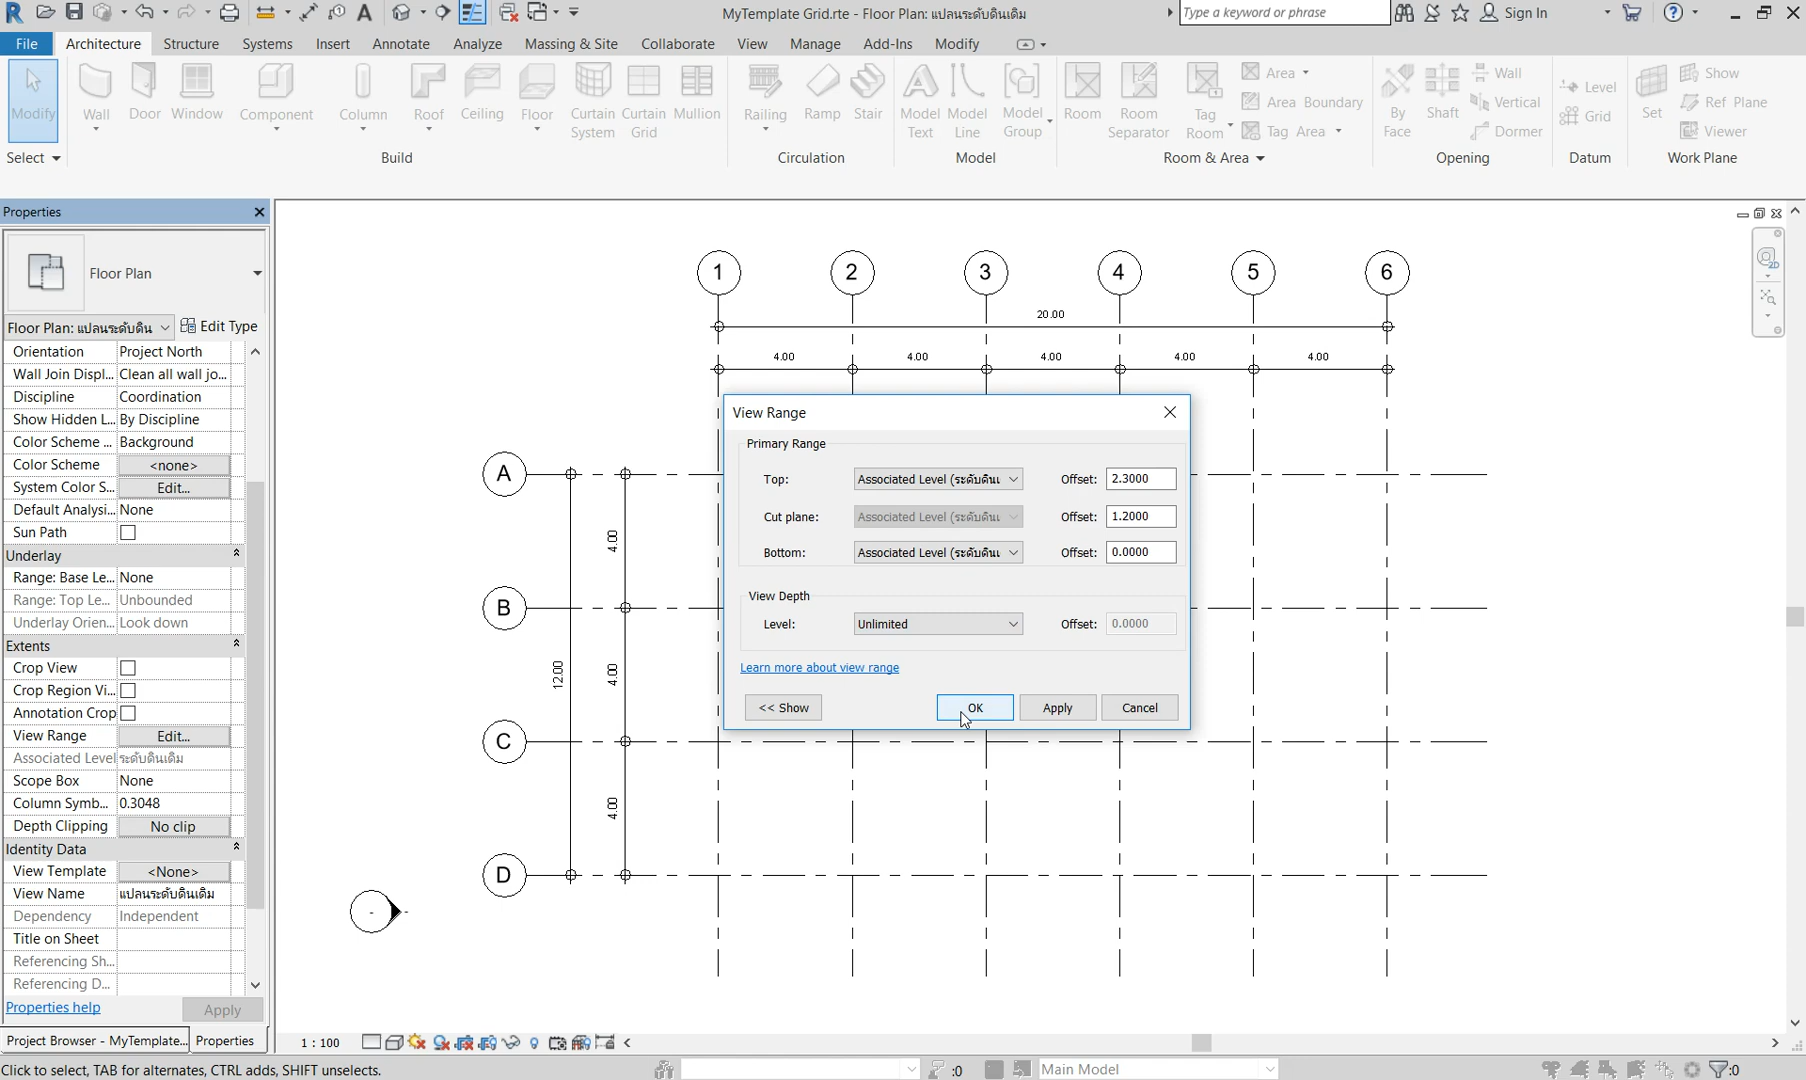 MyTemplate Grid.rte - Floor Plan: แปลนระดับดินเดิม
Type a keyword or phrase
Sign In
File Architecture Structure Systems Insert Annotate Analyze Massing & Site Collaborate View Manage Add-Ins Modify
Modify
Wall
Door
Window
Component
Column
Roof
Ceiling
Floor
Curtain System
Curtain Grid
Mullion
Railing
Ramp
Stair
Model Text
Model Line
Model Group
Room
Room Separator
Tag Room
Area
Area Boundary
Tag Area
By Face
Shaft
Wall
Vertical
Dormer
Level
Grid
Set
Show
Ref Plane
Viewer
Select Build Circulation Model Room & Area Opening Datum Work Plane
Properties
Floor Plan
Floor Plan: แปลนระดับดิน Edit Type
Orientation Project North
Wall Join Displ... Clean all wall jo...
Discipline Coordination
Show Hidden L... By Discipline
Color Scheme ... Background
Color Scheme <none>
System Color S... Edit...
Default Analysi... None
Sun Path
Underlay
Range: Base Le... None
Range: Top Le... Unbounded
Underlay Orien... Look down
Extents
Crop View
Crop Region Vi...
Annotation Crop
View Range Edit...
Associated Level ระดับดินเดิม
Scope Box None
Column Symb... 0.3048
Depth Clipping No clip
Identity Data
View Template <None>
View Name แปลนระดับดินเดิม
Dependency Independent
Title on Sheet
Referencing Sh...
Referencing D...
Properties help Apply
Project Browser - MyTemplate... Properties
1 2 3 4 5 6
20.00
4.00 4.00 4.00 4.00 4.00
A
B
C
D
4.00
4.00
4.00
12.00
View Range
Primary Range
Top: Associated Level (ระดับดินเ Offset: 2.3000
Cut plane: Associated Level (ระดับดินเ Offset: 1.2000
Bottom: Associated Level (ระดับดินเ Offset: 0.0000
View Depth
Level: Unlimited Offset: 0.0000
Learn more about view range
<< Show OK Apply Cancel
2D
1 : 100
Click to select, TAB for alternates, CTRL adds, SHIFT unselects.
:0
Main Model
:0